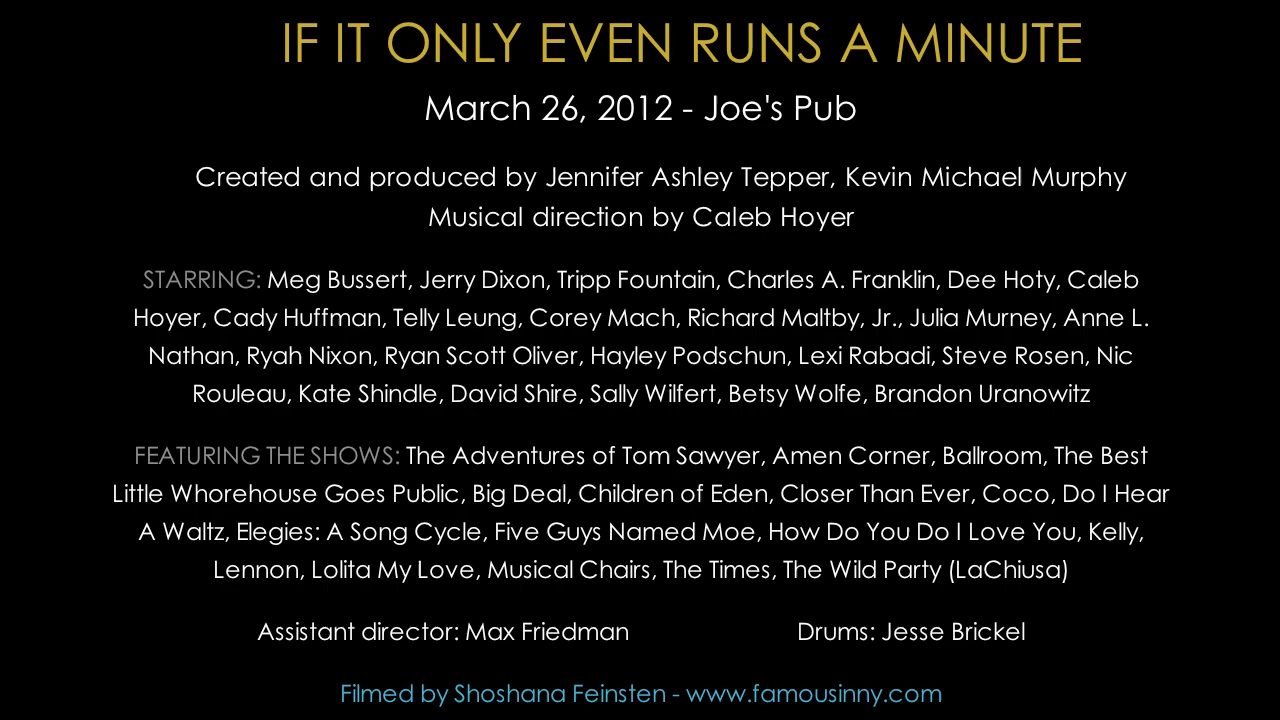 IF IT ONLY EVEN RUNS A MINUTE
March 26, 2012 - Joe's Pub
Created and produced by Jennifer Ashley Tepper, Kevin Michael Murphy
Musical direction by Caleb Hoyer
STARRING: Meg Bussert, Jerry Dixon, Tripp Fountain, Charles A. Franklin, Dee Hoty, Caleb
Hoyer, Cady Huffman, Telly Leung, Corey Mach, Richard Maltby, Jr., Julia Murney, Anne L.
Nathan, Ryah Nixon, Ryan Scott Oliver, Hayley Podschun, Lexi Rabadi, Steve Rosen, Nic
Rouleau, Kate Shindle, David Shire, Sally Wilfert, Betsy Wolfe, Brandon Uranowitz
FEATURING THE SHOWS: The Adventures of Tom Sawyer, Amen Corner, Ballroom, The Best
Little Whorehouse Goes Public, Big Deal, Children of Eden, Closer Than Ever, Coco, Do I Hear
A Waltz, Elegies: A Song Cycle, Five Guys Named Moe, How Do You Do I Love You, Kelly,
Lennon, Lolita My Love, Musical Chairs, The Times, The Wild Party (LaChiusa)
Assistant director: Max Friedman Drums: Jesse Brickel
Filmed by Shoshana Feinsten - www.famousinny.com